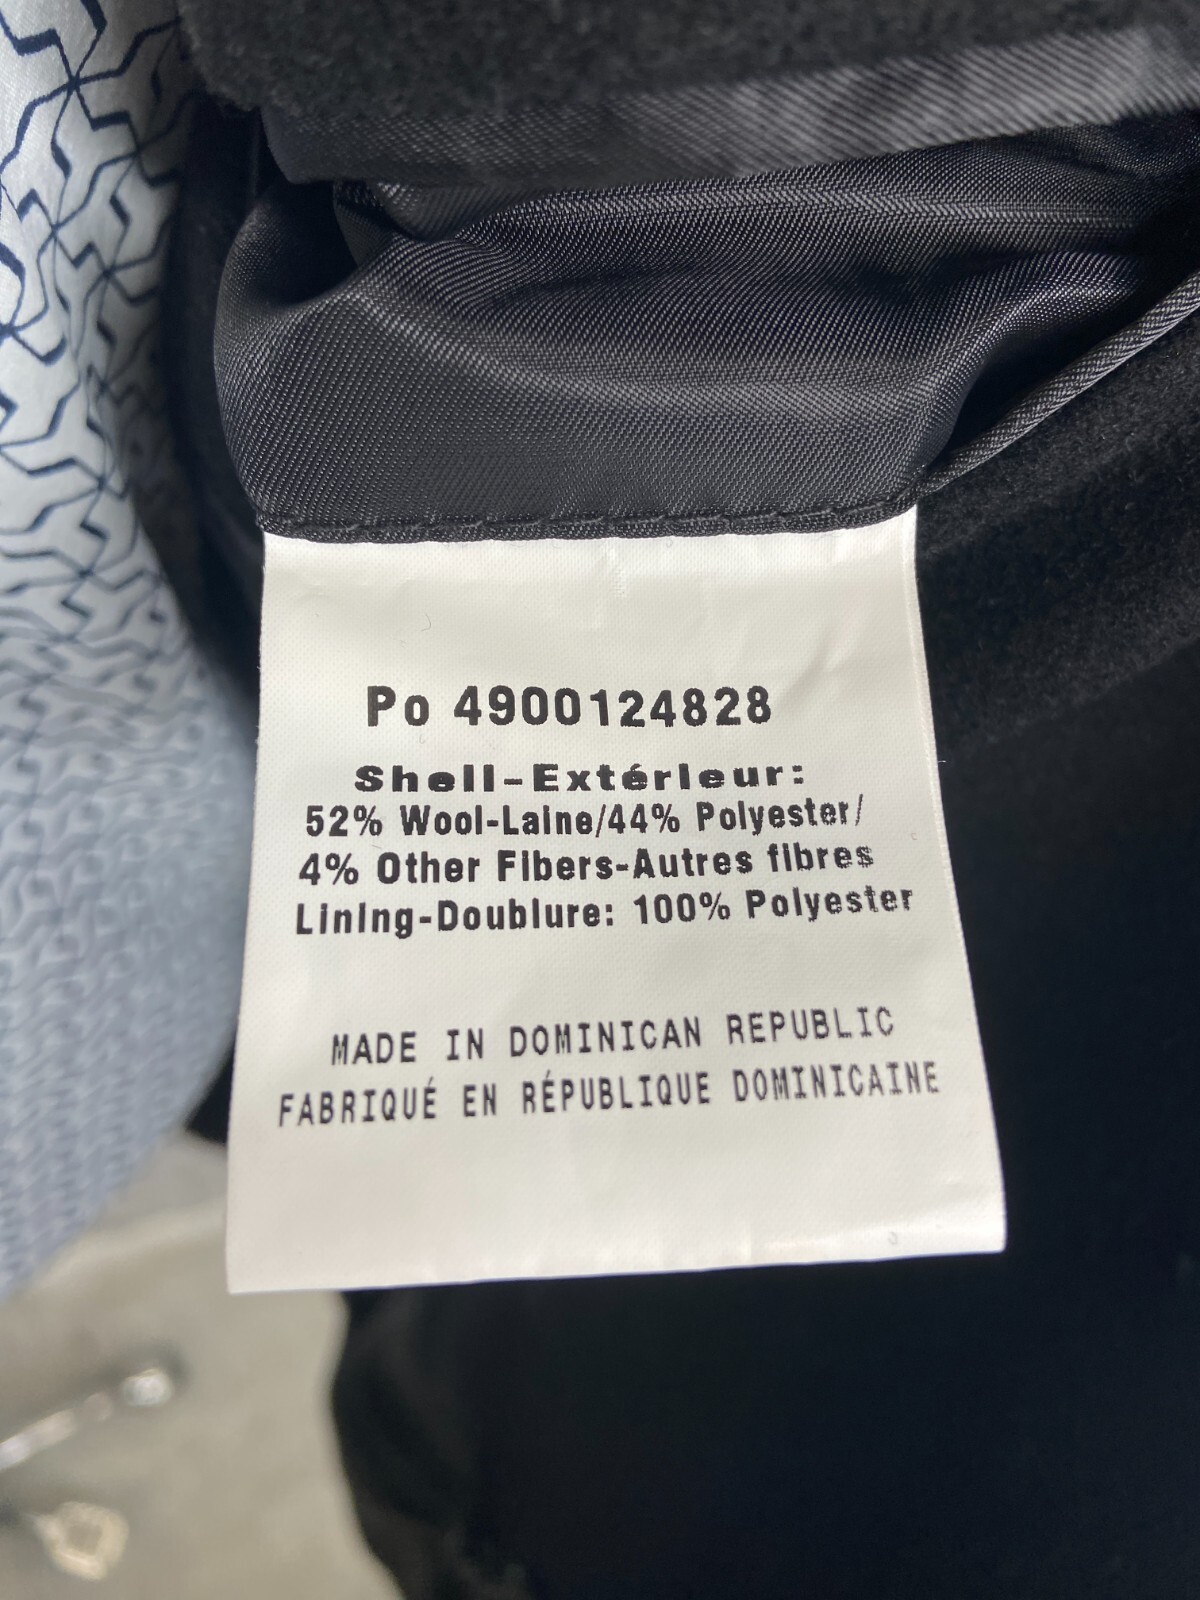 Po 4900124828
Shell-Extérieur:
52% Wool-Laine/44% Polyester/
4% Other Fibers-Autres fibres
Lining-Doublure: 100% Polyester
MADE IN DOMINICAN REPUBLIC
FABRIQUÉ EN RÉPUBLIQUE DOMINICAINE